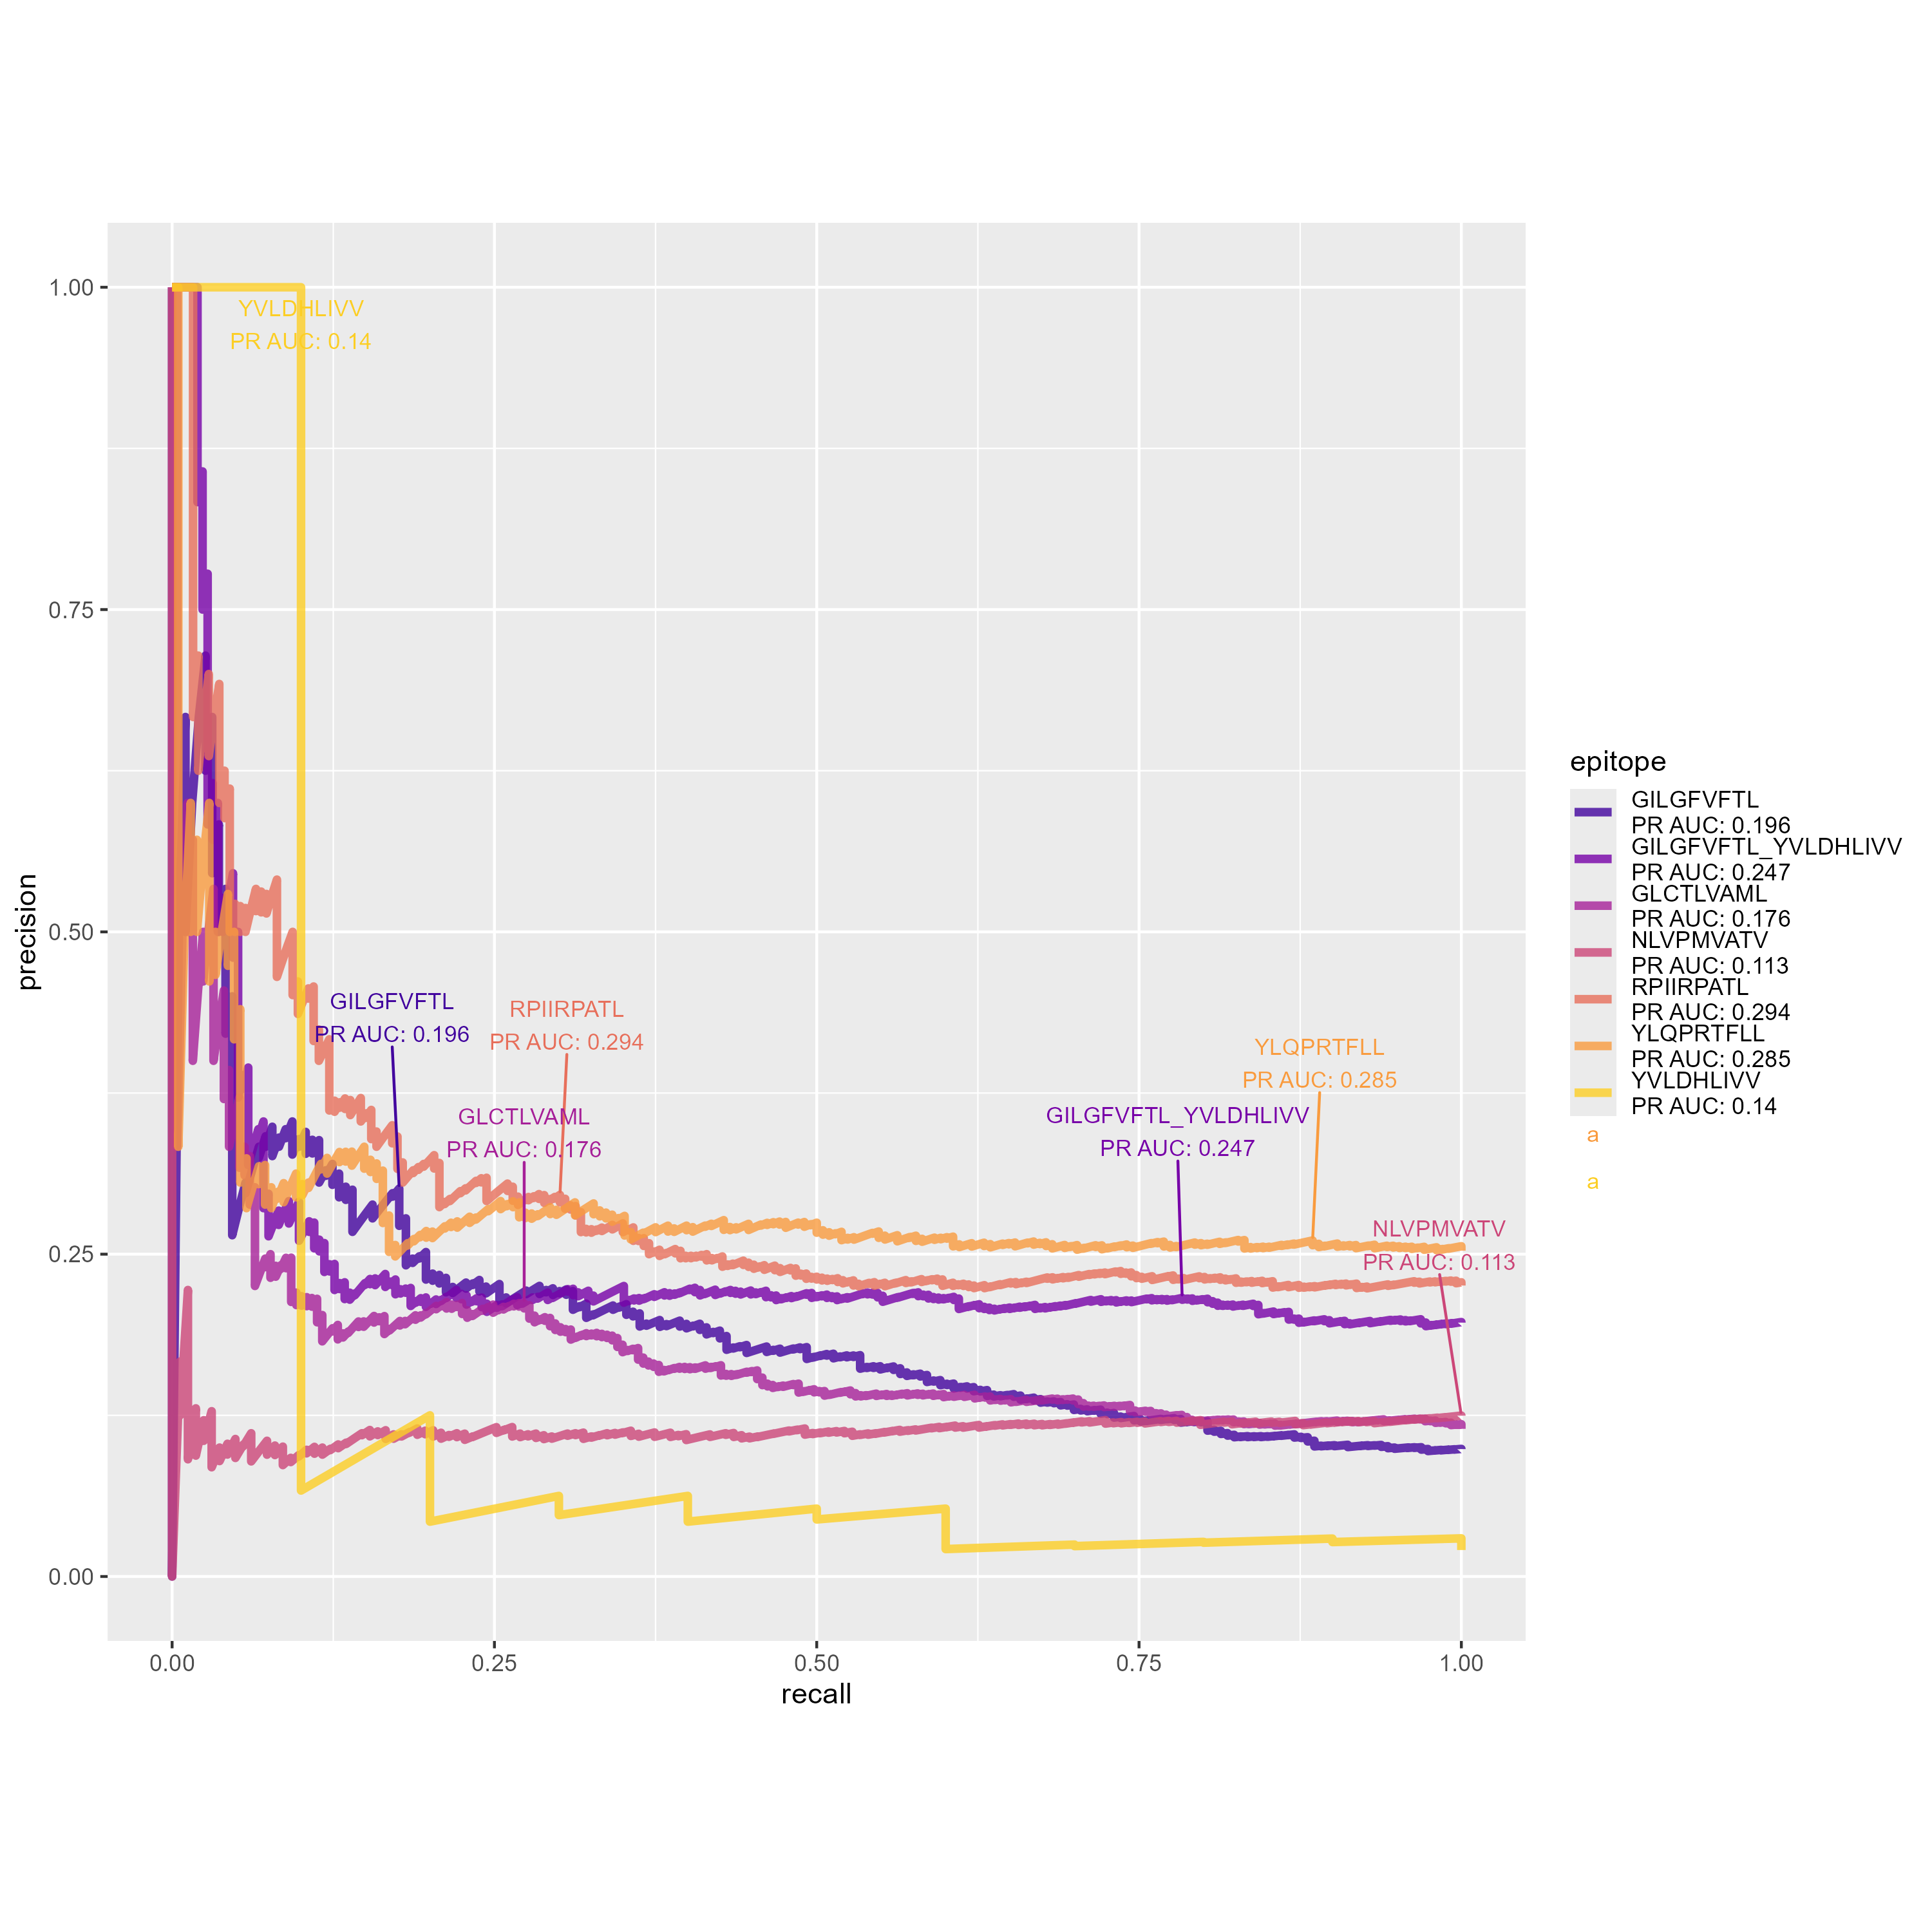 1.00
0.75
0.50
0.25
0.00
precision
YVLDHLIVV
PR AUC: 0.14
GILGFVFTL
PR AUC: 0.196
RPIIRPATL
PR AUC: 0.294
GLCTLVAML
PR AUC: 0.176
YLQPRTFLL
PR AUC: 0.285
GILGFVFTL_YVLDHLIVV
PR AUC: 0.247
NLVPMVATV
PR AUC: 0.113
0.00
0.25
0.50
0.75
1.00
recall
epitope
GILGFVFTL
PR AUC: 0.196
GILGFVFTL_YVLDHLIVV
PR AUC: 0.247
GLCTLVAML
PR AUC: 0.176
NLVPMVATV
PR AUC: 0.113
RPIIRPATL
PR AUC: 0.294
YLQPRTFLL
PR AUC: 0.285
YVLDHLIVV
PR AUC: 0.14
a
a